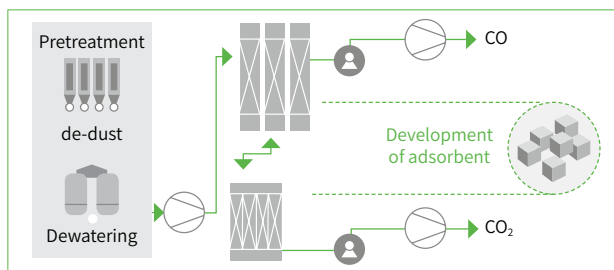 Pretreatment
de-dust
Dewatering
CO
Development
of adsorbent
CO₂